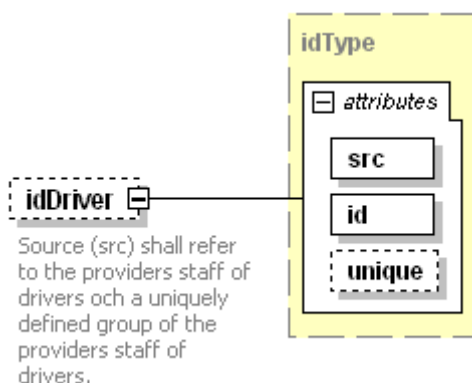 idType
attributes
src
idDriver
id
unique
Source (src) shall refer
to the providers staff of
drivers och a uniquely
defined group of the
providers staff of
drivers.